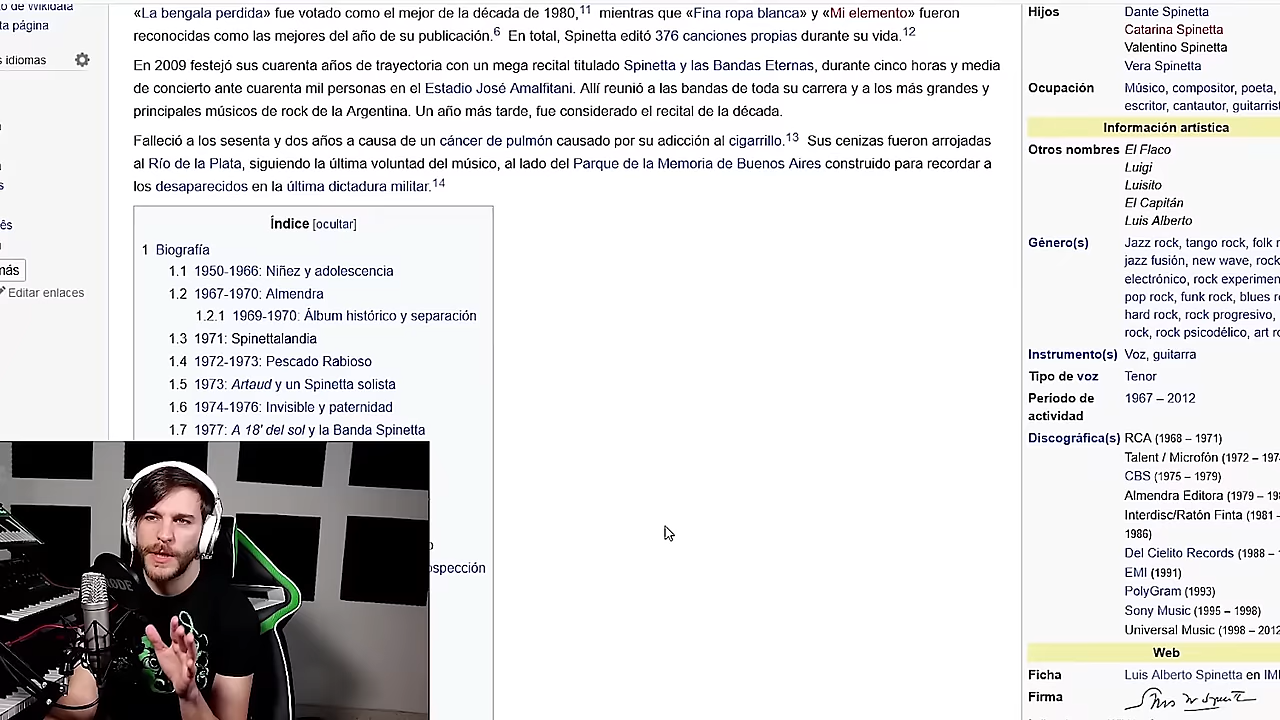 o de Wikidata
ta página
s idiomas
s
és
más
Editar enlaces
«La bengala perdida» fue votado como el mejor de la década de 1980,11 mientras que «Fina ropa blanca» y «Mi elemento» fueron
reconocidas como las mejores del año de su publicación.6 En total, Spinetta editó 376 canciones propias durante su vida.12
En 2009 festejó sus cuarenta años de trayectoria con un mega recital titulado Spinetta y las Bandas Eternas, durante cinco horas y media
de concierto ante cuarenta mil personas en el Estadio José Amalfitani. Allí reunió a las bandas de toda su carrera y a los más grandes y
principales músicos de rock de la Argentina. Un año más tarde, fue considerado el recital de la década.
Falleció a los sesenta y dos años a causa de un cáncer de pulmón causado por su adicción al cigarrillo.13 Sus cenizas fueron arrojadas
al Río de la Plata, siguiendo la última voluntad del músico, al lado del Parque de la Memoria de Buenos Aires construido para recordar a
los desaparecidos en la última dictadura militar.14
Índice [ocultar]
1 Biografía
1.1 1950-1966: Niñez y adolescencia
1.2 1967-1970: Almendra
1.2.1 1969-1970: Álbum histórico y separación
1.3 1971: Spinettalandia
1.4 1972-1973: Pescado Rabioso
1.5 1973: Artaud y un Spinetta solista
1.6 1974-1976: Invisible y paternidad
1.7 1977: A 18' del sol y la Banda Spinetta
o
ospección
RODE
Hijos
Dante Spinetta
Catarina Spinetta
Valentino Spinetta
Vera Spinetta
Ocupación Músico, compositor, poeta,
escritor, cantautor, guitarris
Información artística
Otros nombres El Flaco
Luigi
Luisito
El Capitán
Luis Alberto
Género(s) Jazz rock, tango rock, folk r
jazz fusión, new wave, rock
electrónico, rock experimen
pop rock, funk rock, blues r
hard rock, rock progresivo,
rock, rock psicodélico, art r
Instrumento(s) Voz, guitarra
Tipo de voz Tenor
Período de 1967 – 2012
actividad
Discográfica(s) RCA (1968 – 1971)
Talent / Microfón (1972 – 197
CBS (1975 – 1979)
Almendra Editora (1979 – 198
Interdisc/Ratón Finta (1981 -
1986)
Del Cielito Records (1988 –
EMI (1991)
PolyGram (1993)
Sony Music (1995 – 1998)
Universal Music (1998 – 2012
Web
Ficha Luis Alberto Spinetta en IM
Firma